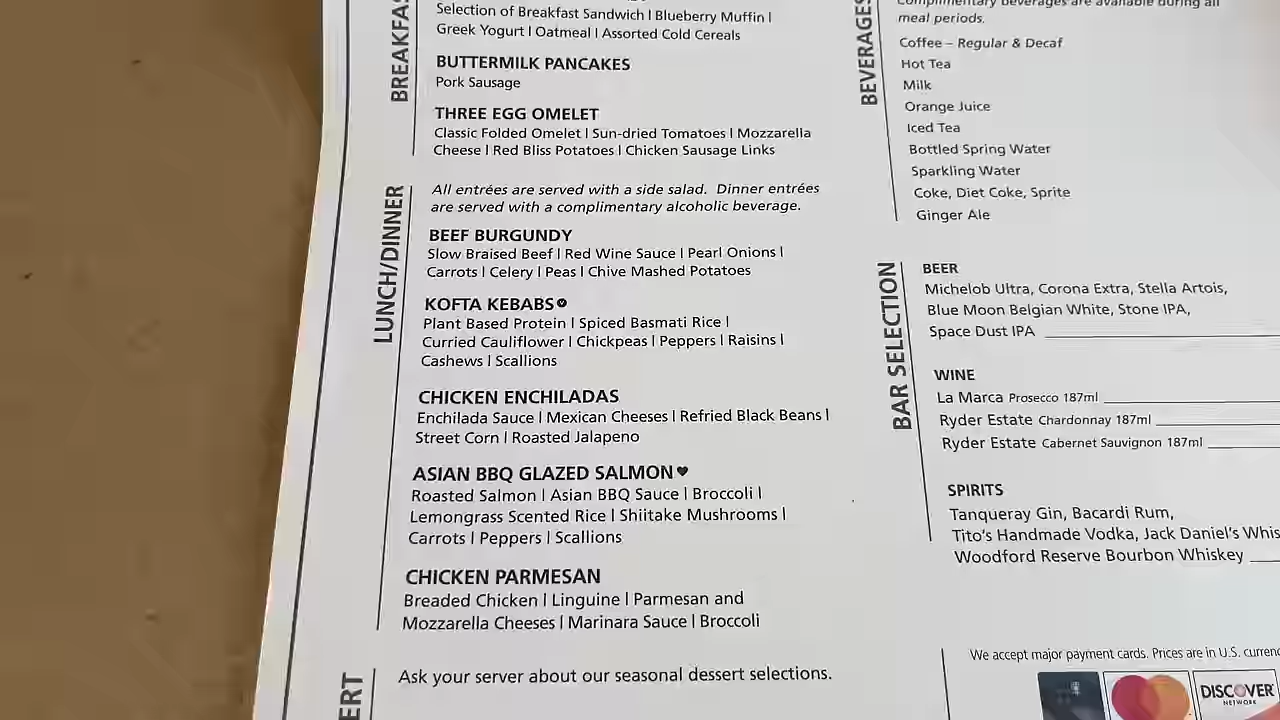 BREAKFAS
Selection of Breakfast Sandwich | Blueberry Muffin |
Greek Yogurt | Oatmeal | Assorted Cold Cereals
BUTTERMILK PANCAKES
Pork Sausage
THREE EGG OMELET
Classic Folded Omelet | Sun-dried Tomatoes | Mozzarella
Cheese | Red Bliss Potatoes | Chicken Sausage Links
LUNCH/DINNER
All entrées are served with a side salad. Dinner entrées
are served with a complimentary alcoholic beverage.
BEEF BURGUNDY
Slow Braised Beef | Red Wine Sauce | Pearl Onions |
Carrots | Celery | Peas | Chive Mashed Potatoes
KOFTA KEBABS
Plant Based Protein | Spiced Basmati Rice |
Curried Cauliflower | Chickpeas | Peppers | Raisins |
Cashews | Scallions
CHICKEN ENCHILADAS
Enchilada Sauce | Mexican Cheeses | Refried Black Beans |
Street Corn | Roasted Jalapeno
ASIAN BBQ GLAZED SALMON♥
Roasted Salmon | Asian BBQ Sauce | Broccoli |
Lemongrass Scented Rice | Shiitake Mushrooms |
Carrots | Peppers | Scallions
CHICKEN PARMESAN
Breaded Chicken | Linguine | Parmesan and
Mozzarella Cheeses | Marinara Sauce | Broccoli
ERT
Ask your server about our seasonal dessert selections.
BEVERAGES
Complimentary beverages are available during all
meal periods.
Coffee – Regular & Decaf
Hot Tea
Milk
Orange Juice
Iced Tea
Bottled Spring Water
Sparkling Water
Coke, Diet Coke, Sprite
Ginger Ale
BAR SELECTION
BEER
Michelob Ultra, Corona Extra, Stella Artois,
Blue Moon Belgian White, Stone IPA,
Space Dust IPA
WINE
La Marca Prosecco 187ml
Ryder Estate Chardonnay 187ml
Ryder Estate Cabernet Sauvignon 187ml
SPIRITS
Tanqueray Gin, Bacardi Rum,
Tito's Handmade Vodka, Jack Daniel's Whis
Woodford Reserve Bourbon Whiskey
We accept major payment cards. Prices are in U.S. currenc
DISCOVER
NETWORK